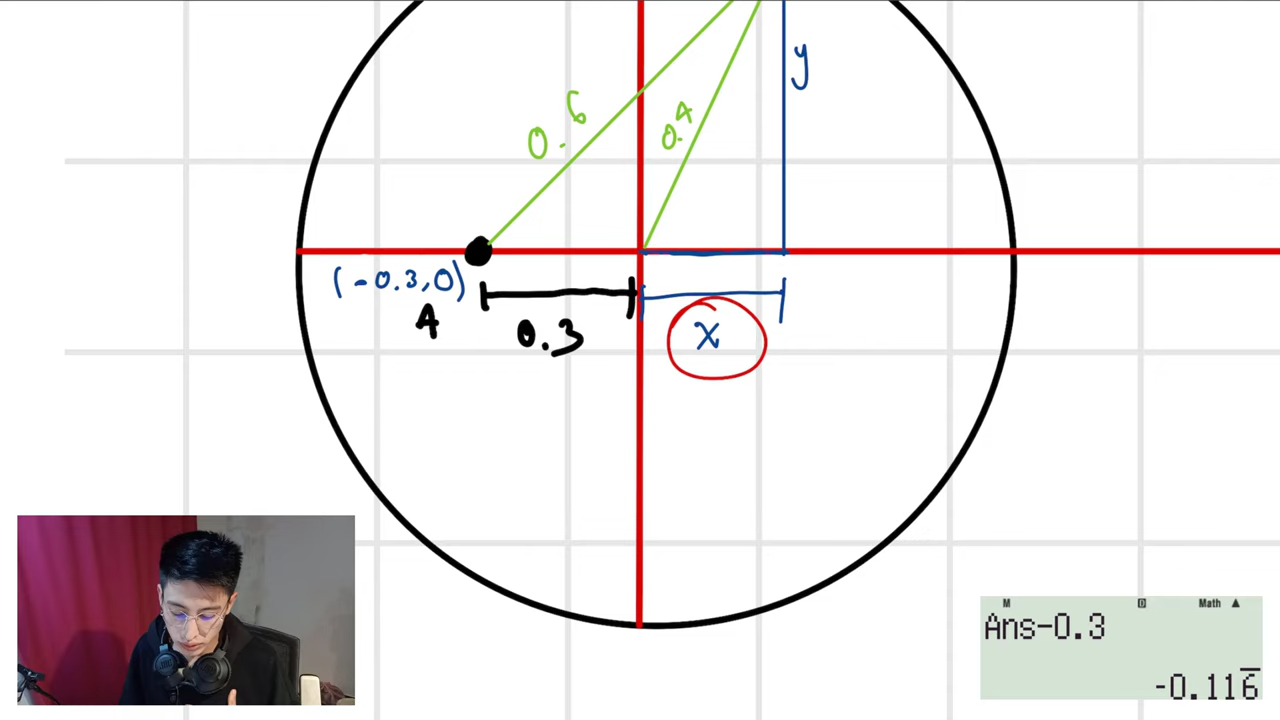 y
0.6
0.4
(-0.3,0)
A
0.3
x
M D Math ▲
Ans-0.3
-0.116̅